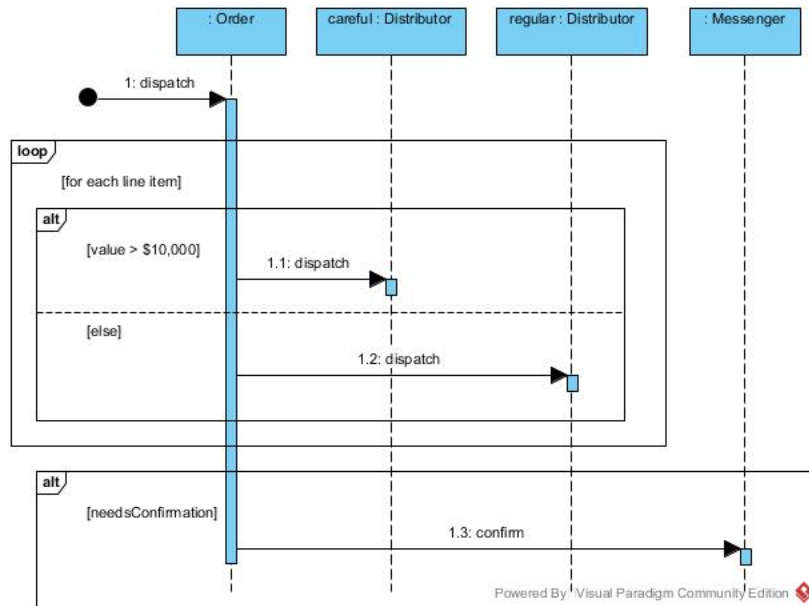 : Order
careful : Distributor
regular : Distributor
: Messenger
1: dispatch
loop
[for each line item]
alt
[value > $10,000]
1.1: dispatch
[else]
1.2: dispatch
alt
[needsConfirmation]
1.3: confirm
Powered By Visual Paradigm Community Edition